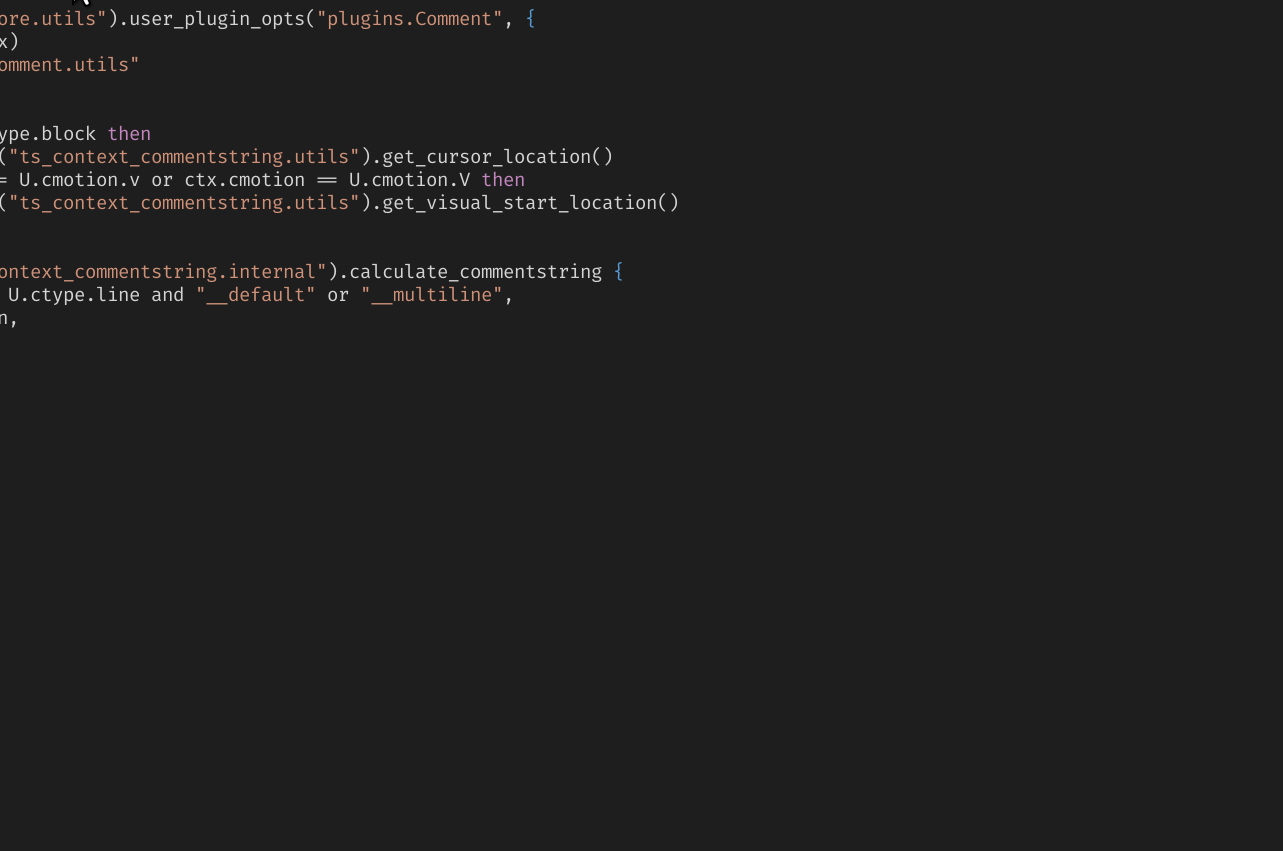 ore.utils").user_plugin_opts("plugins.Comment", {
x)
omment.utils"
ype.block then
("ts_context_commentstring.utils").get_cursor_location()
= U.cmotion.v or ctx.cmotion == U.cmotion.V then
("ts_context_commentstring.utils").get_visual_start_location()
ontext_commentstring.internal").calculate_commentstring {
U.ctype.line and "__default" or "__multiline",
n,